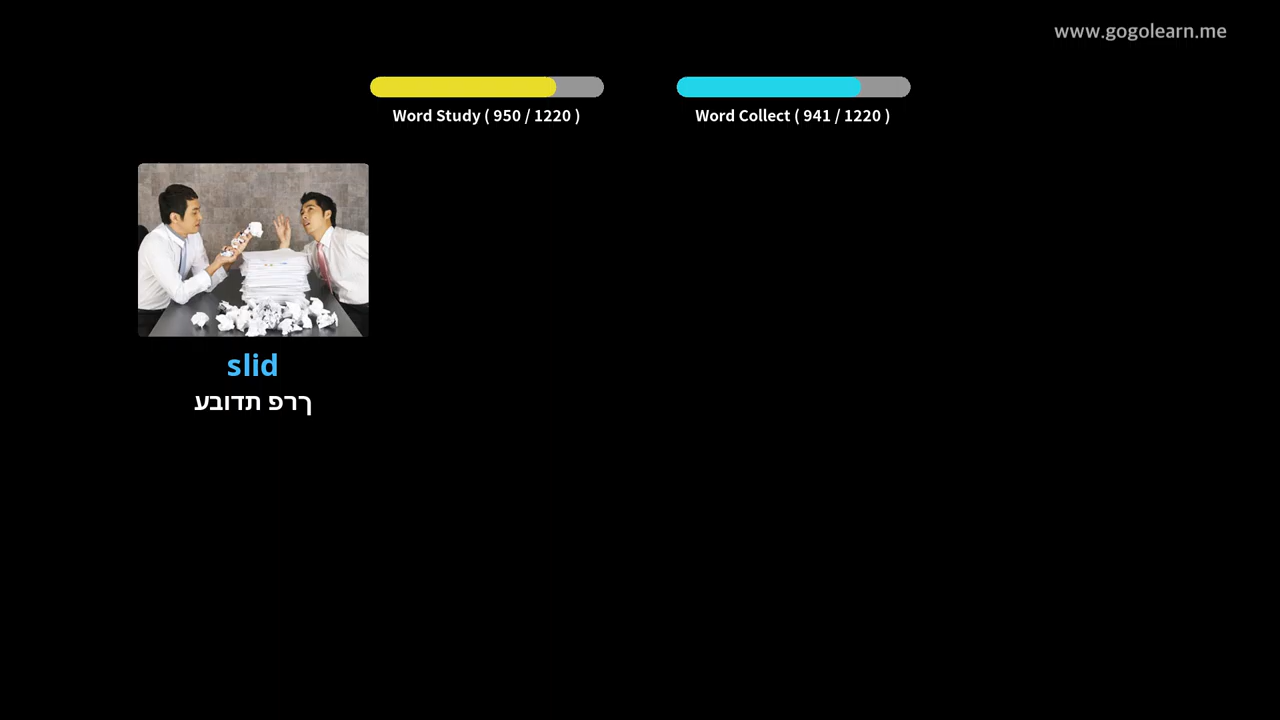 www.gogolearn.me
Word Study ( 950 / 1220 )
Word Collect ( 941 / 1220 )
slid
עבודת פרך